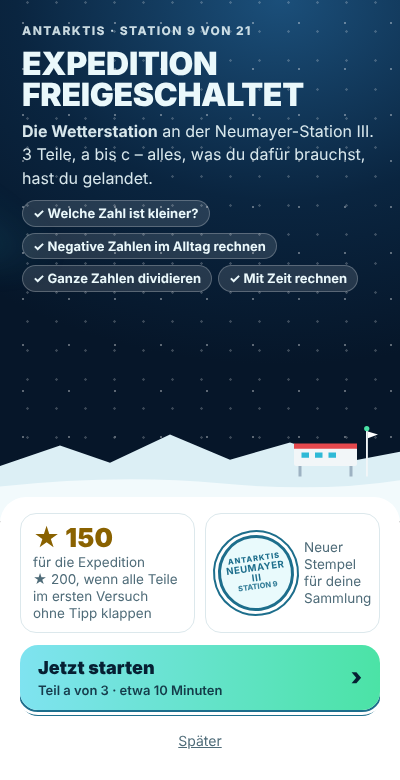 ANTARKTIS · STATION 9 VON 21
EXPEDITION
FREIGESCHALTET
Die Wetterstation an der Neumayer-Station III.
3 Teile, a bis c – alles, was du dafür brauchst,
hast du gelandet.
✓ Welche Zahl ist kleiner?
✓ Negative Zahlen im Alltag rechnen
✓ Ganze Zahlen dividieren
✓ Mit Zeit rechnen
★ 150
für die Expedition
★ 200, wenn alle Teile
im ersten Versuch
ohne Tipp klappen
ANTARKTIS
NEUMAYER
III
STATION 9
Neuer
Stempel
für deine
Sammlung
Jetzt starten
Teil a von 3 · etwa 10 Minuten
›
Später